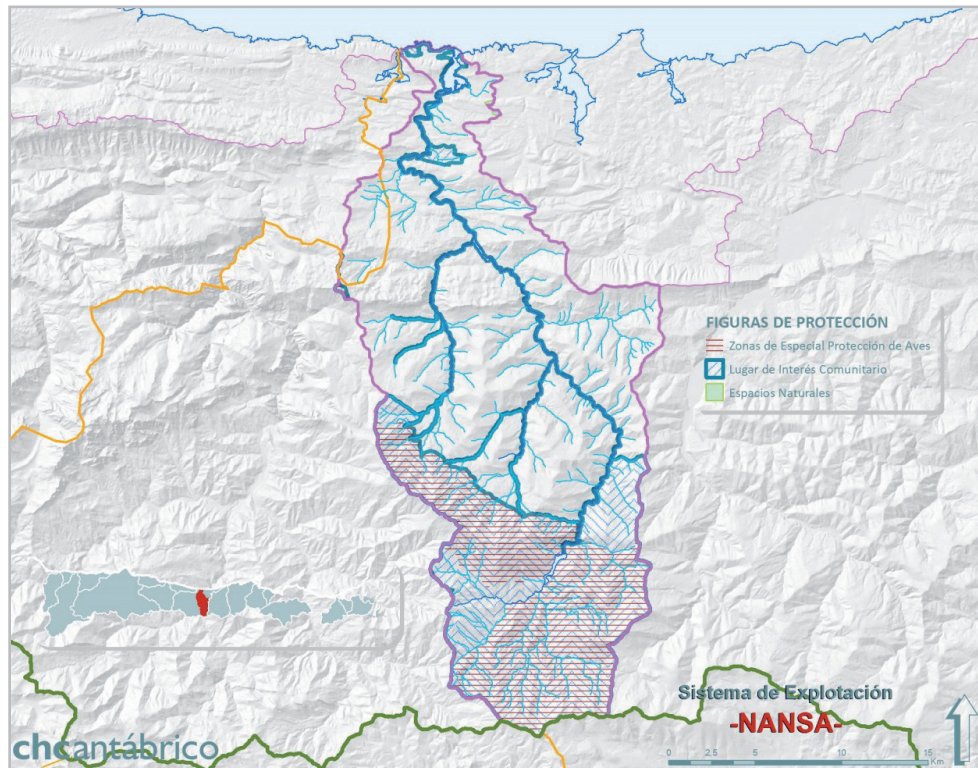 FIGURAS DE PROTECCIÓN
Zonas de Especial Protección de Aves
Lugar de Interés Comunitario
Espacios Naturales
Sistema de Explotación
-NANSA-
chcantábrico
0 2,5 5 10 15
Km